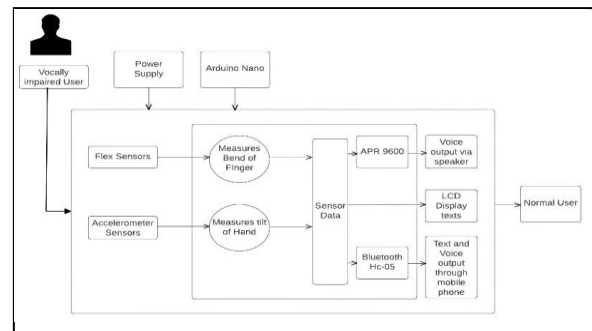 Vocally
impaired User
Power
Supply
Arduino Nano
Flex Sensors
Measures
Bend of
Finger
Accelerometer
Sensors
Measures tilt
of Hand
Sensor
Data
APR 9600
Voice
output via
speaker
LCD
Display
texts
Bluetooth
Hc-05
Text and
Voice
output
through
mobile
phone
Normal User